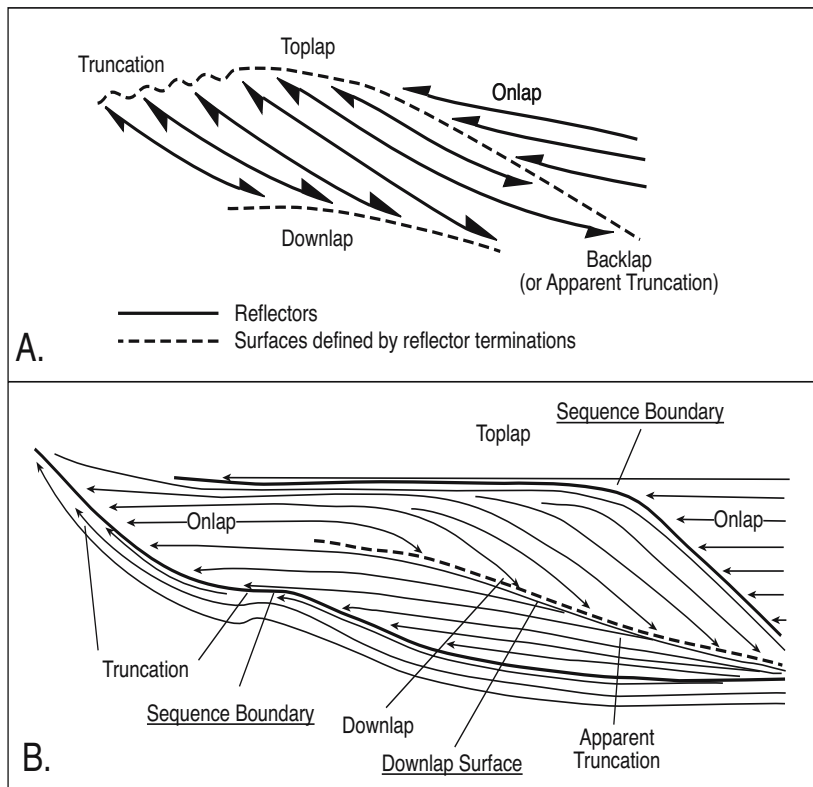 Toplap
Truncation
Onlap
Downlap
Backlap
(or Apparent Truncation)
Reflectors
Surfaces defined by reflector terminations
A.
Sequence Boundary
Toplap
Onlap
Onlap
Truncation
Sequence Boundary
Downlap
Downlap Surface
Apparent
Truncation
B.